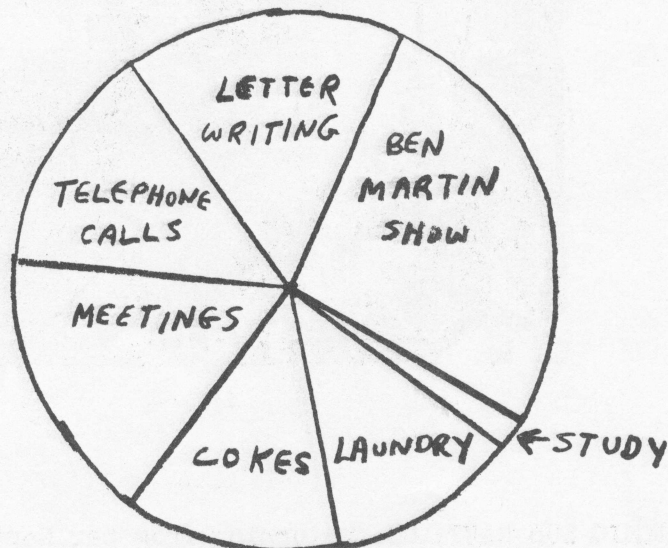 LETTER
WRITING
BEN
MARTIN
SHOW
TELEPHONE
CALLS
MEETINGS
COKES
LAUNDRY
←STUDY